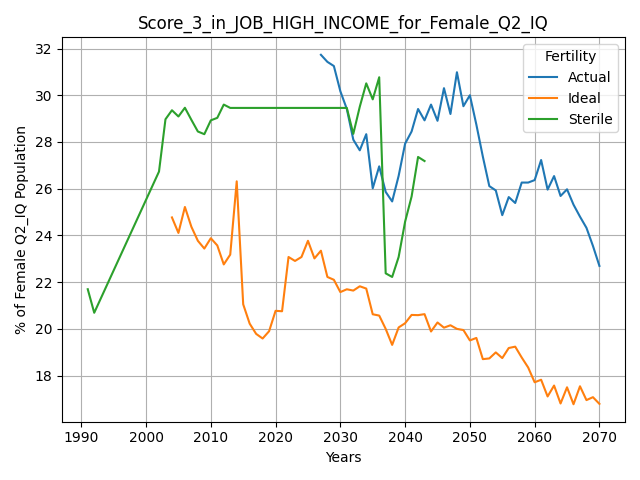 Score_3_in_JOB_HIGH_INCOME_for_Female_Q2_IQ
Fertility
Actual
Ideal
Sterile
% of Female Q2_IQ Population
32
30
28
26
24
22
20
18
1990 2000 2010 2020 2030 2040 2050 2060 2070
Years